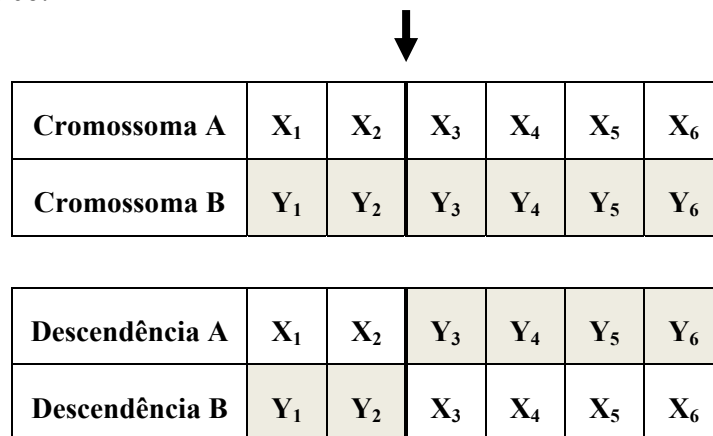 Cromossoma A X₁ X₂ X₃ X₄ X₅ X₆
Cromossoma B Y₁ Y₂ Y₃ Y₄ Y₅ Y₆
Descendência A X₁ X₂ Y₃ Y₄ Y₅ Y₆
Descendência B Y₁ Y₂ X₃ X₄ X₅ X₆